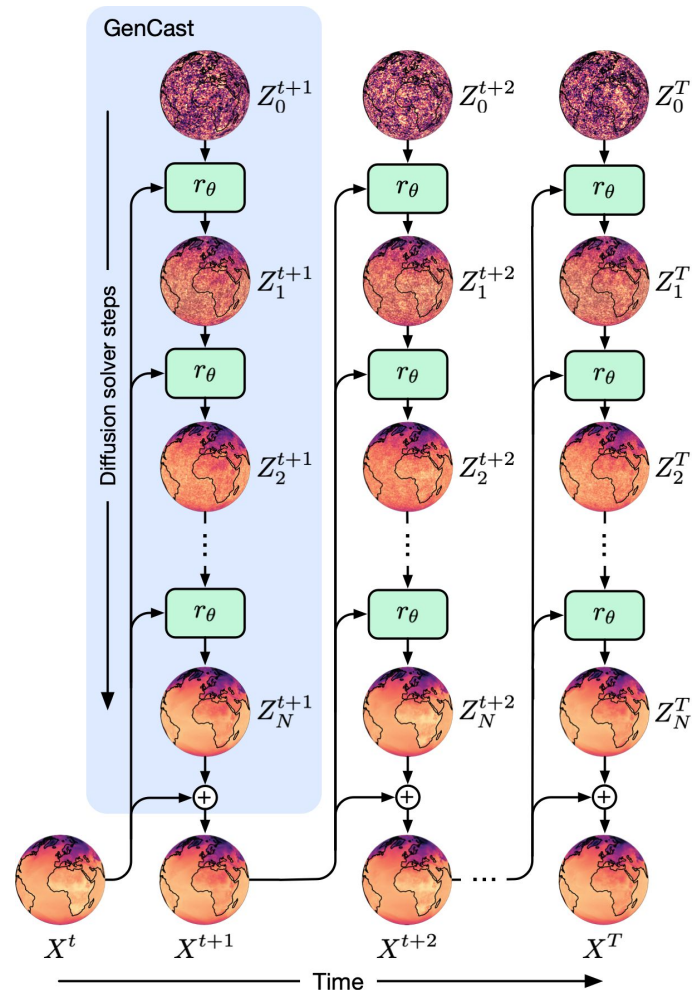 GenCast
Z_0^{t+1} Z_0^{t+2} Z_0^T
r_θ r_θ r_θ
Z_1^{t+1} Z_1^{t+2} Z_1^T
r_θ r_θ r_θ
Diffusion solver steps
Z_2^{t+1} Z_2^{t+2} Z_2^T
⋮ ⋮ ⋮
r_θ r_θ r_θ
Z_N^{t+1} Z_N^{t+2} Z_N^T
+ + +
...
X^t X^{t+1} X^{t+2} X^T
Time